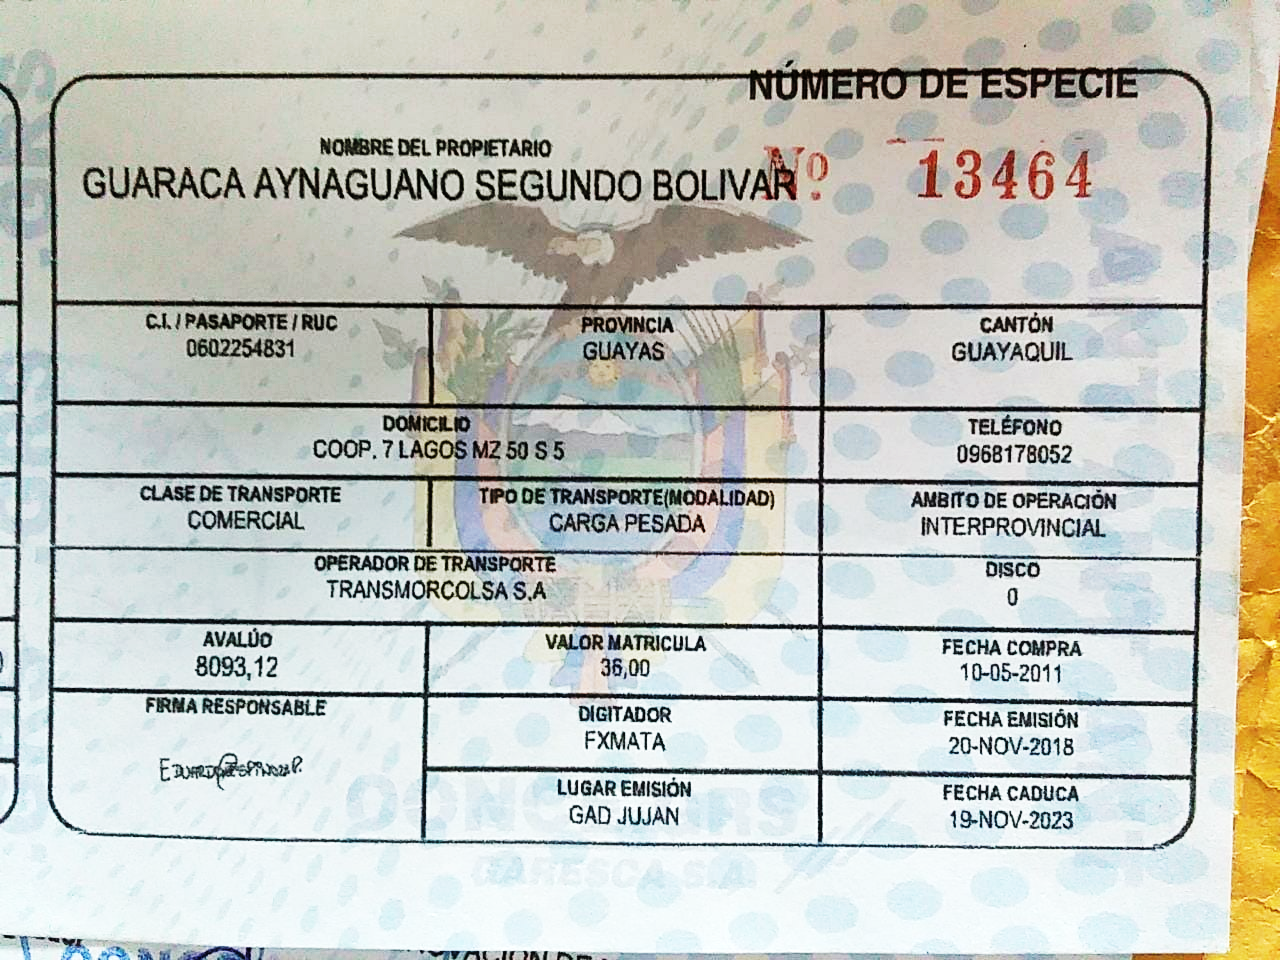 NÚMERO DE ESPECIE
NOMBRE DEL PROPIETARIO
GUARACA AYNAGUANO SEGUNDO BOLIVAR
Nº 13464
C.I. / PASAPORTE / RUC
0602254831
PROVINCIA
GUAYAS
CANTÓN
GUAYAQUIL
DOMICILIO
COOP. 7 LAGOS MZ 50 S 5
TELÉFONO
0968178052
CLASE DE TRANSPORTE
COMERCIAL
TIPO DE TRANSPORTE(MODALIDAD)
CARGA PESADA
AMBITO DE OPERACIÓN
INTERPROVINCIAL
OPERADOR DE TRANSPORTE
TRANSMORCOLSA S.A
DISCO
0
AVALÚO
8093,12
VALOR MATRICULA
36,00
FECHA COMPRA
10-05-2011
FIRMA RESPONSABLE
DIGITADOR
FXMATA
FECHA EMISIÓN
20-NOV-2018
LUGAR EMISIÓN
GAD JUJAN
FECHA CADUCA
19-NOV-2023
GARESCA S.A.